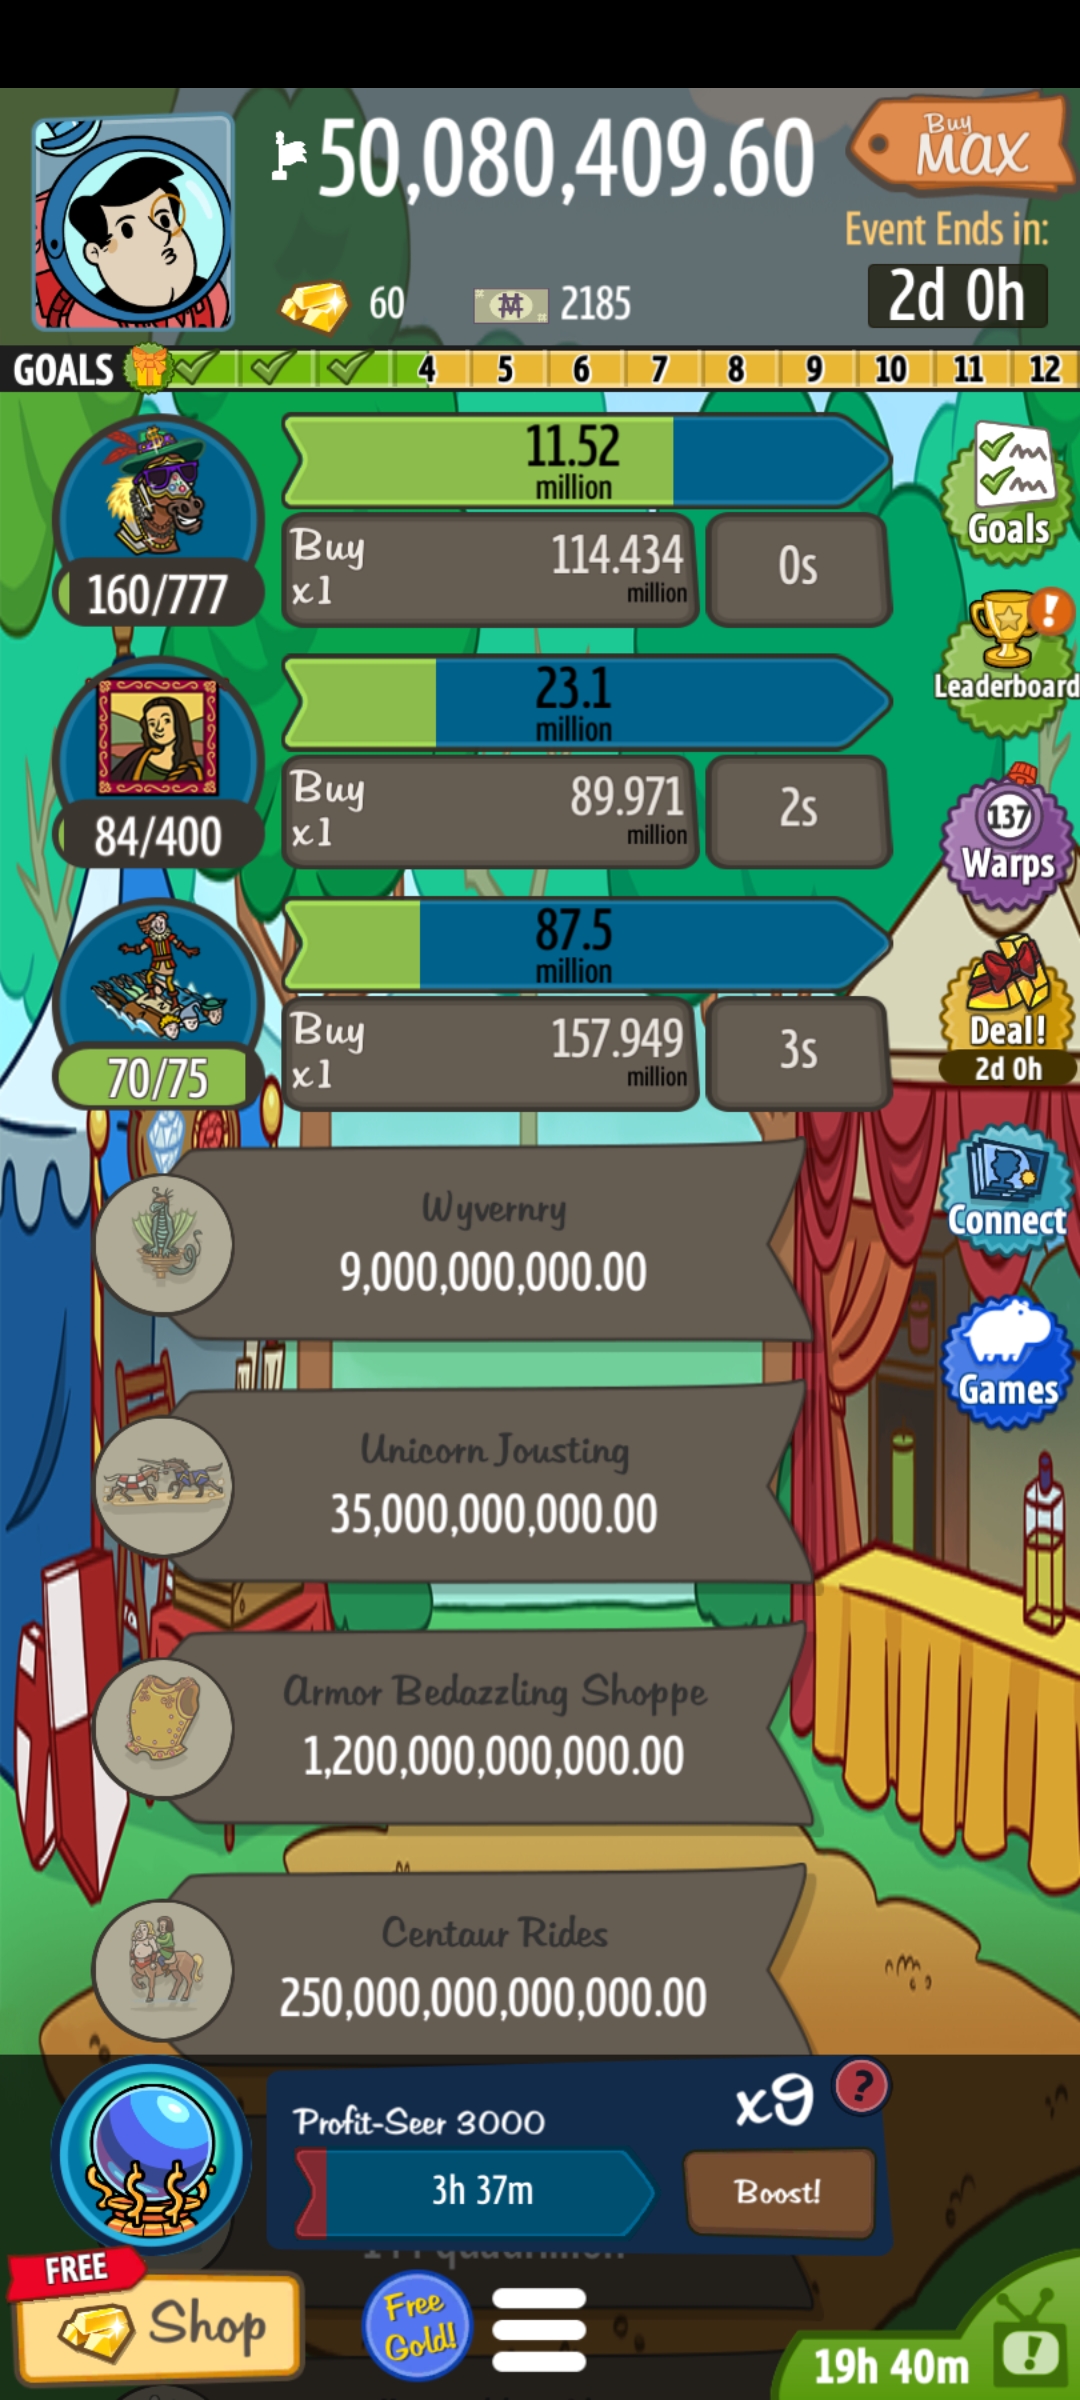 50,080,409.60
Buy
MAX
Event Ends in:
60
2185
2d 0h
GOALS 4 5 6 7 8 9 10 11 12
11.52
million
Buy
x1
114.434
million
0s
160/777
Goals
23.1
million
Leaderboard
Buy
x1
89.971
million
2s
84/400
137
Warps
87.5
million
Buy
x1
157.949
million
3s
70/75
Deal!
2d 0h
Wyvernry
9,000,000,000.00
Connect
Unicorn Jousting
35,000,000,000.00
Games
Armor Bedazzling Shoppe
1,200,000,000,000.00
Centaur Rides
250,000,000,000,000.00
Profit-Seer 3000
x9
?
3h 37m
Boost!
FREE
Shop
Free
Gold!
19h 40m